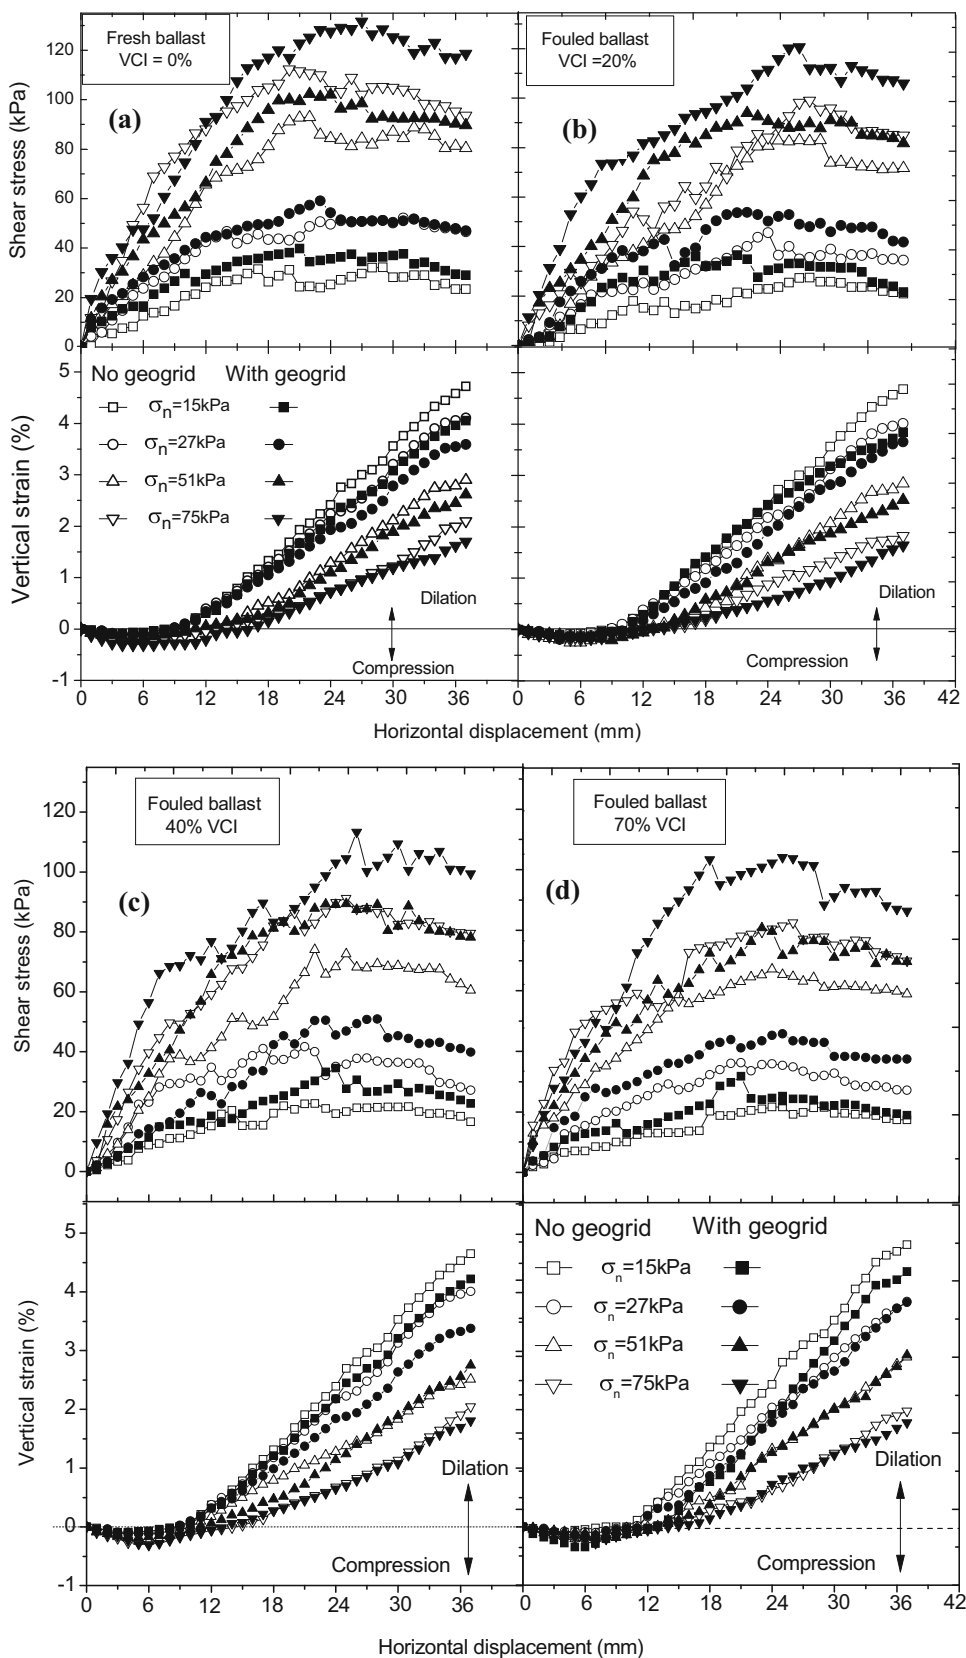 Fresh ballast
VCI = 0%
Fouled ballast
VCI =20%
(a)
(b)
Shear stress (kPa)
120
100
80
60
40
20
0
No geogrid With geogrid
σn=15kPa
σn=27kPa
σn=51kPa
σn=75kPa
Vertical strain (%)
5
4
3
2
1
0
-1
Dilation
Compression
Dilation
Compression
0 6 12 18 24 30 36 0 6 12 18 24 30 36 42
Horizontal displacement (mm)
Fouled ballast
40% VCI
Fouled ballast
70% VCI
(c)
(d)
Shear stress (kPa)
120
100
80
60
40
20
0
No geogrid With geogrid
σn=15kPa
σn=27kPa
σn=51kPa
σn=75kPa
Vertical strain (%)
5
4
3
2
1
0
-1
Dilation
Compression
Dilation
Compression
0 6 12 18 24 30 36 0 6 12 18 24 30 36 42
Horizontal displacement (mm)